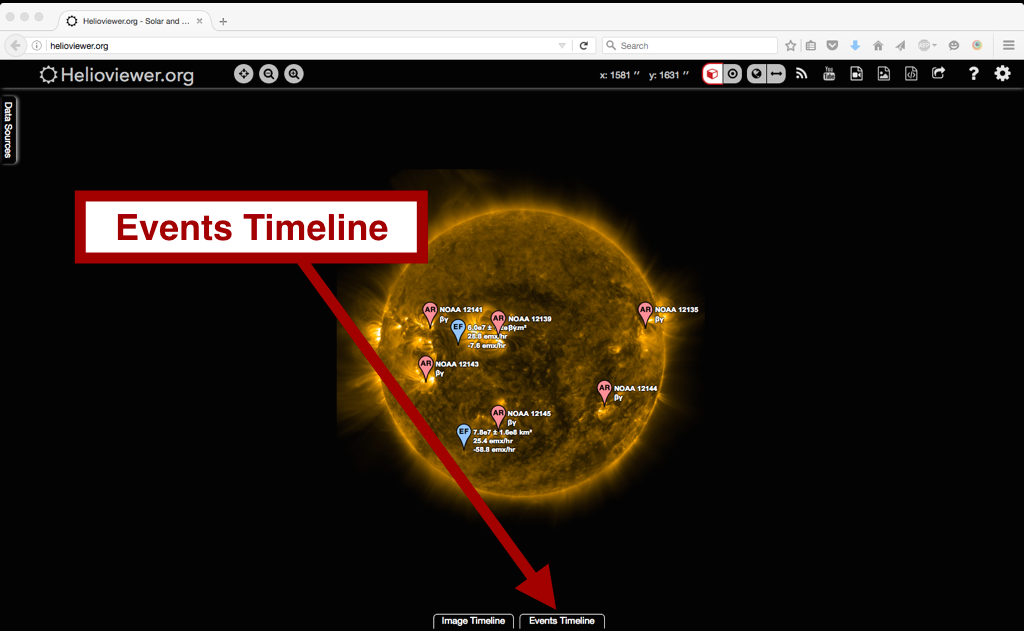 Helioviewer.org - Solar and ...
helioviewer.org
Search
Helioviewer.org
x: 1581 ″ y: 1631 ″
You
Tube
?
Data Sources
Events Timeline
AR NOAA 12141
βγ
EF 6.0e7 ±
28.8 emx/hr
-7.6 emx/hr
AR NOAA 12139
AR NOAA 12135
βγ
AR NOAA 12143
βγ
AR NOAA 12144
βγ
AR NOAA 12145
βγ
EF 7.8e7 ± 1.6e8 km²
25.4 emx/hr
-58.8 emx/hr
Image Timeline
Events Timeline